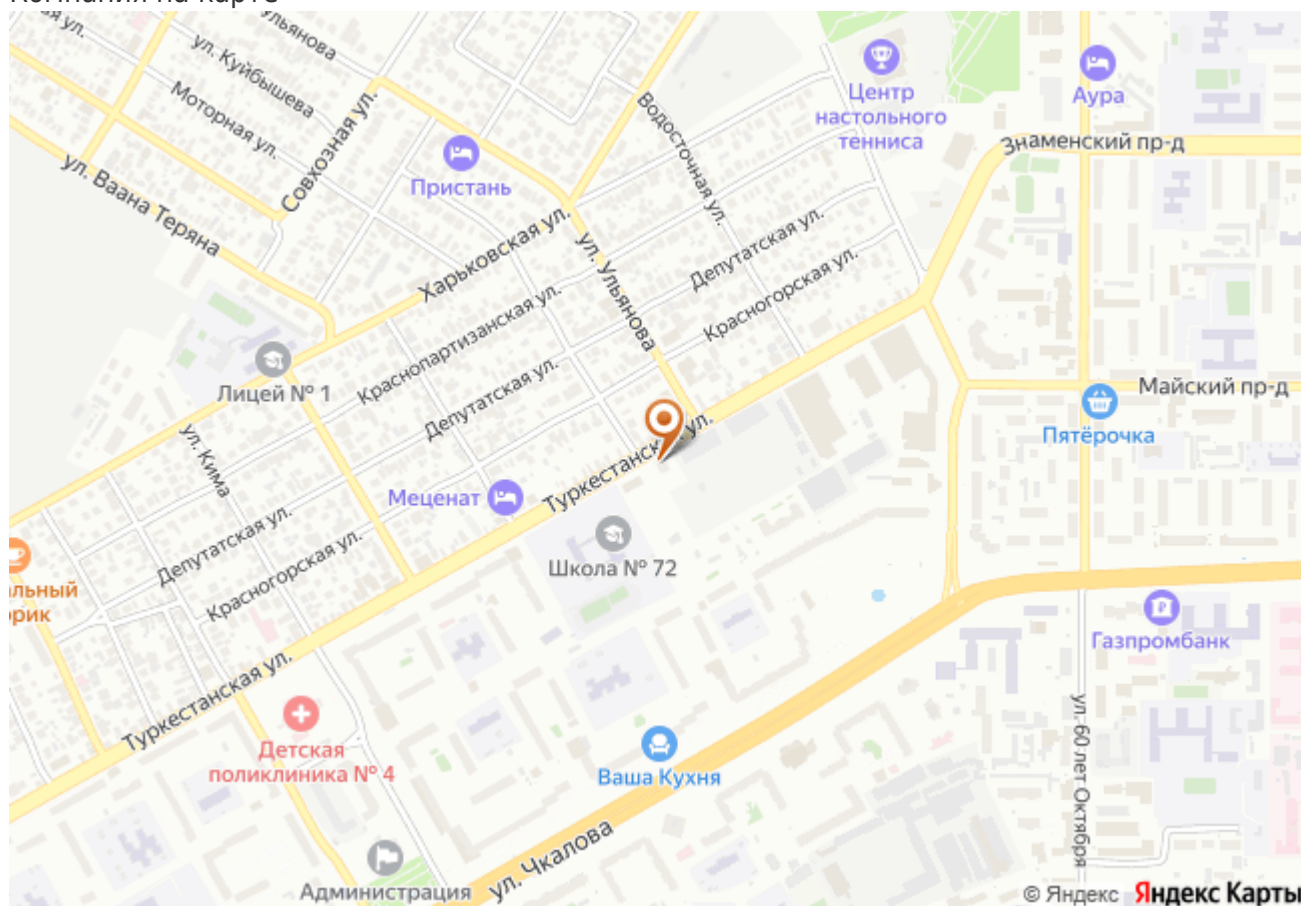 ул. Куйбышева
Моторная ул.
Совхозная ул.
ул. Ваана Теряна
Пристань
Водосточная ул.
Центр
настольного
тенниса
Аура
Знаменский пр-д
Харьковская ул.
ул. Ульянова
Депутатская ул.
Красногорская ул.
Краснопартизанская ул.
Лицей № 1
Депутатская ул.
Майский пр-д
Пятёрочка
ул. Кима
Меценат
Туркестанская ул.
Школа № 72
Депутатская ул.
Красногорская ул.
альный
рик
Газпромбанк
Туркестанская ул.
Детская
поликлиника № 4
Ваша Кухня
ул. 60 лет Октября
ул. Чкалова
Администрация
© Яндекс Яндекс Карты